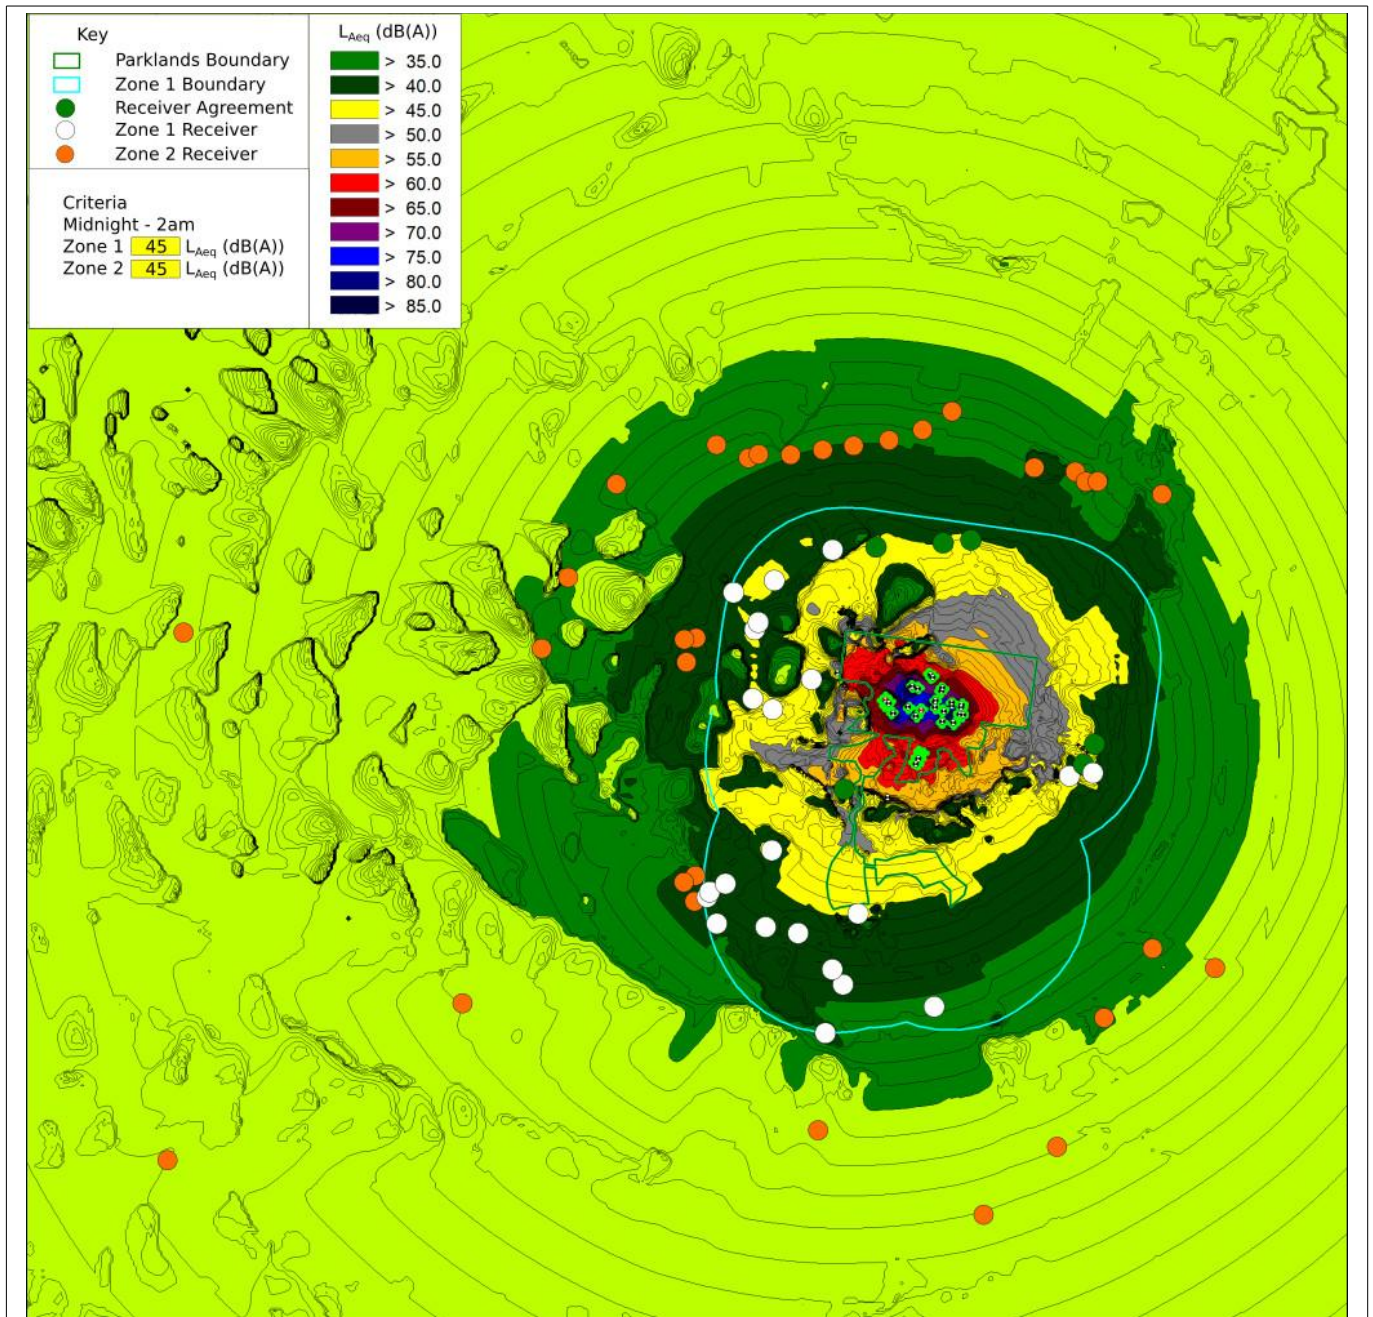 Key
Parklands Boundary
Zone 1 Boundary
Receiver Agreement
Zone 1 Receiver
Zone 2 Receiver
Criteria
Midnight - 2am
Zone 1 45 LAeq (dB(A))
Zone 2 45 LAeq (dB(A))
LAeq (dB(A))
> 35.0
> 40.0
> 45.0
> 50.0
> 55.0
> 60.0
> 65.0
> 70.0
> 75.0
> 80.0
> 85.0